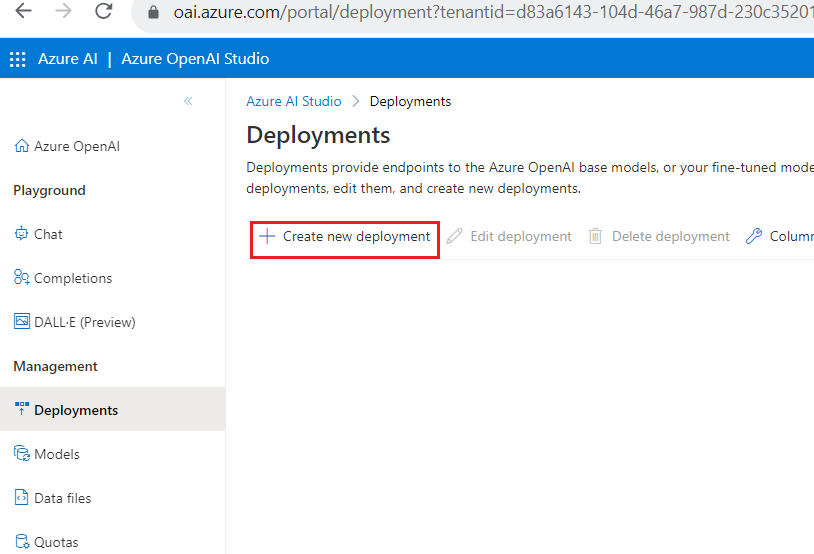 oai.azure.com/portal/deployment?tenantid=d83a6143-104d-46a7-987d-230c35201
Azure AI | Azure OpenAI Studio
Azure AI Studio > Deployments
Deployments
Deployments provide endpoints to the Azure OpenAI base models, or your fine-tuned mode
deployments, edit them, and create new deployments.
Create new deployment Edit deployment Delete deployment Column
Azure OpenAI
Playground
Chat
Completions
DALL·E (Preview)
Management
Deployments
Models
Data files
Quotas